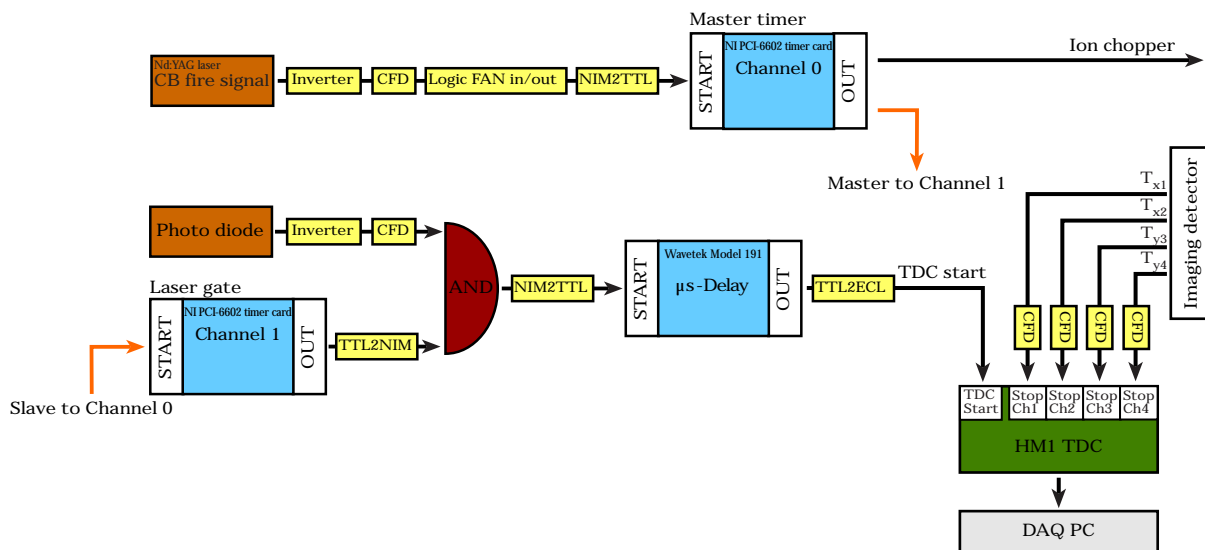 Master timer
Nd:YAG laser
CB fire signal
Inverter
CFD
Logic FAN in/out
NIM2TTL
START
NI PCI-6602 timer card
Channel 0
OUT
Ion chopper
Master to Channel 1
Photo diode
Inverter
CFD
AND
NIM2TTL
START
Wavetek Model 191
µs-Delay
OUT
TTL2ECL
TDC start
Laser gate
START
NI PCI-6602 timer card
Channel 1
OUT
TTL2NIM
Slave to Channel 0
Tx1
Tx2
Ty3
Ty4
Imaging detector
CFD
CFD
CFD
CFD
TDC
Start
Stop
Ch1
Stop
Ch2
Stop
Ch3
Stop
Ch4
HM1 TDC
DAQ PC